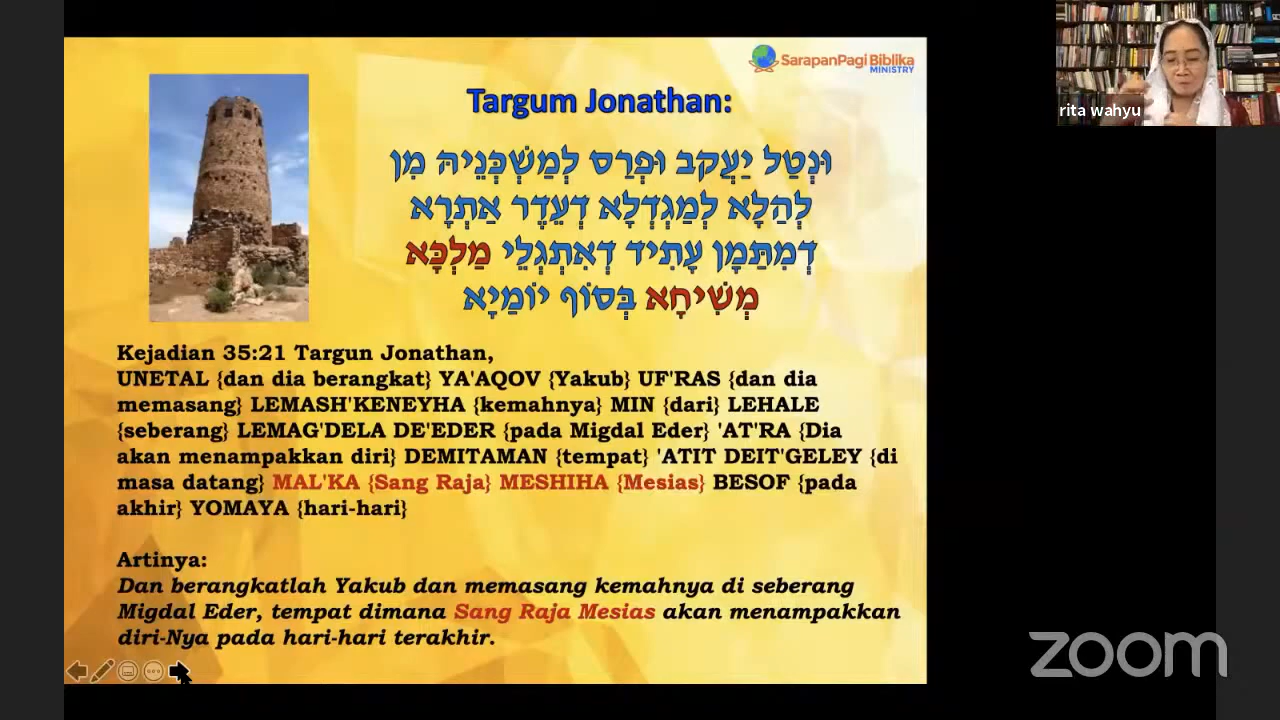 SarapanPagi Biblika
MINISTRY
rita wahyu
Targum Jonathan:
וּנְטַל יַעֲקב וּפְרַס לְמַשְׁכְּנֵיהּ מִן
לְהַלָא לְמַגְדְלָא דְעֵדֶר אַתְרָא
דְמִתַּמָן עָתִיד דְאִתְגְלֵי מַלְכָּא
מְשִׁיחָא בְּסוֹף יוֹמַיָא
Kejadian 35:21 Targun Jonathan,
UNETAL {dan dia berangkat} YA'AQOV {Yakub} UF'RAS {dan dia
memasang} LEMASH'KENEYHA {kemahnya} MIN {dari} LEHALE
{seberang} LEMAG'DELA DE'EDER {pada Migdal Eder} 'AT'RA {Dia
akan menampakkan diri} DEMITAMAN {tempat} 'ATIT DEIT'GELEY {di
masa datang} MAL'KA {Sang Raja} MESHIHA {Mesias} BESOF {pada
akhir} YOMAYA {hari-hari}
Artinya:
Dan berangkatlah Yakub dan memasang kemahnya di seberang
Migdal Eder, tempat dimana Sang Raja Mesias akan menampakkan
diri-Nya pada hari-hari terakhir.
zoom